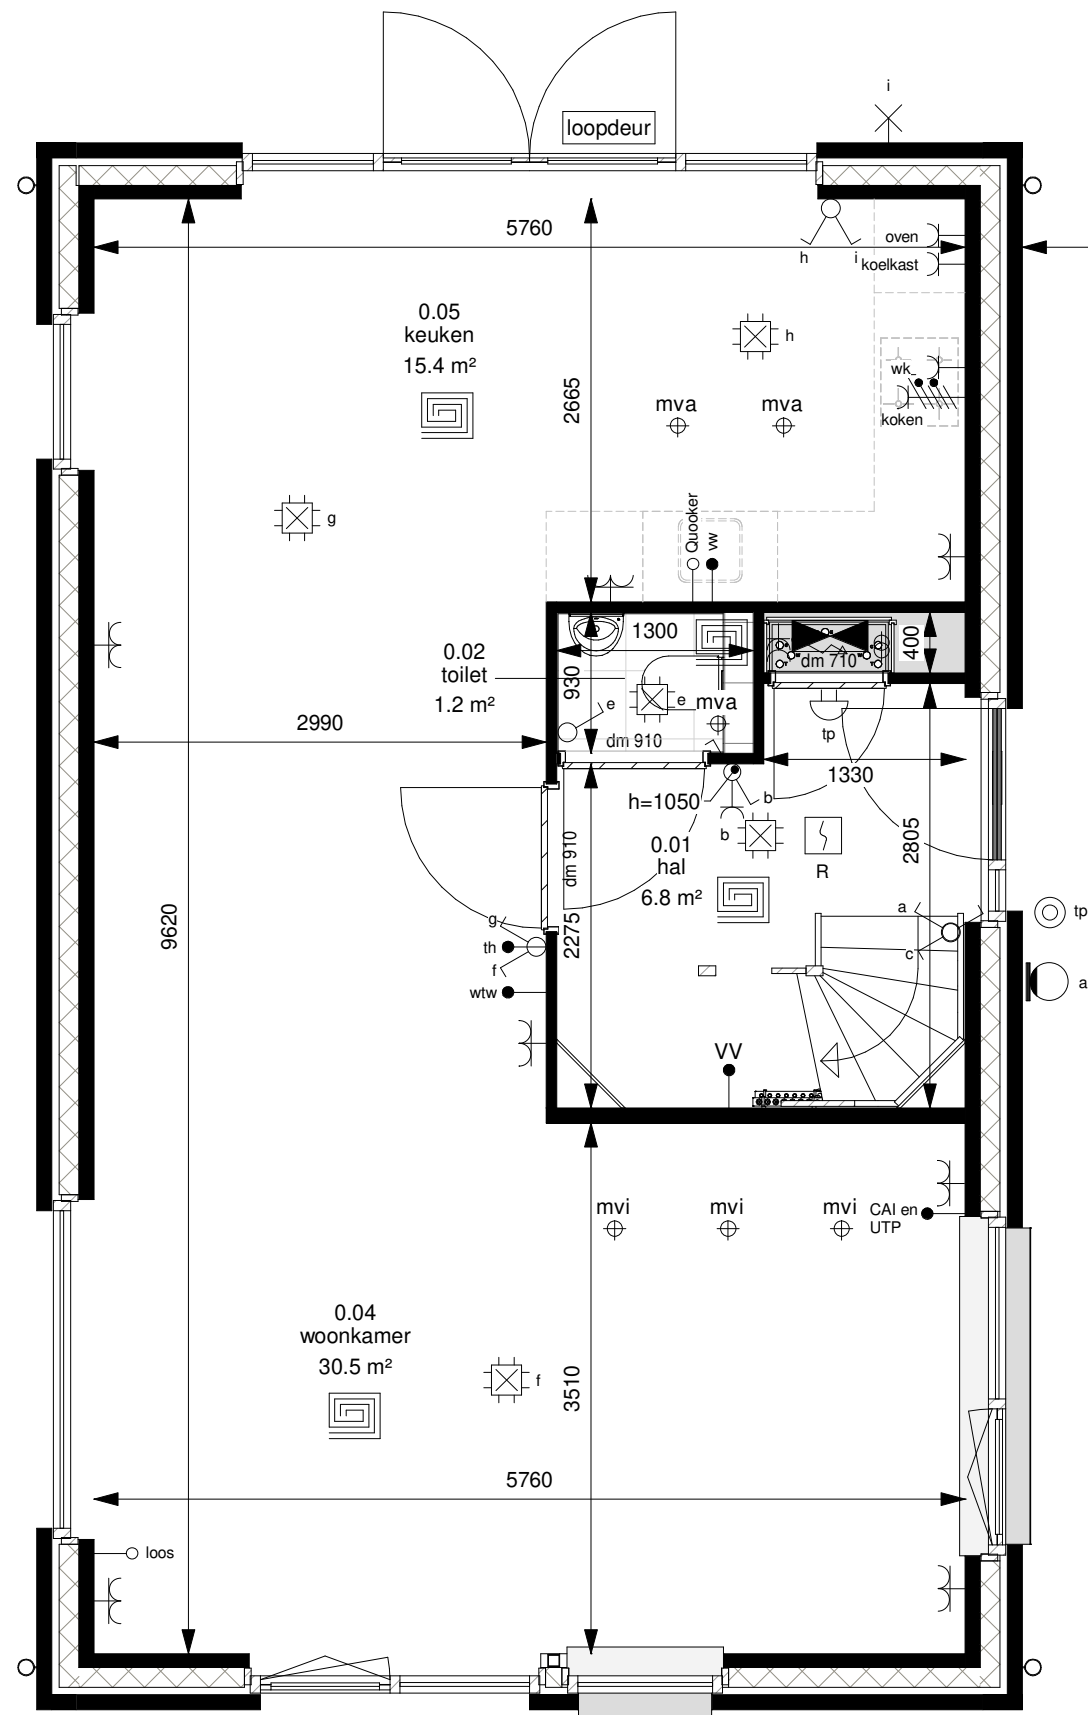 i
loopdeur
5760
oven
h
i
koelkast
0.05
keuken
15.4 m²
h
2665
wk_
mva
mva
koken
Quooker
vw
g
1300
400
0.02
toilet
1.2 m²
930
dm 710
e
e
mva
2990
dm 910
tp
1330
h=1050
b
b
2805
dm 910
0.01
hal
6.8 m²
R
9620
a
tp
g
2275
th
c
f
wtw
a
VV
mvi
mvi
mvi
CAI en
UTP
0.04
woonkamer
30.5 m²
f
3510
5760
loos